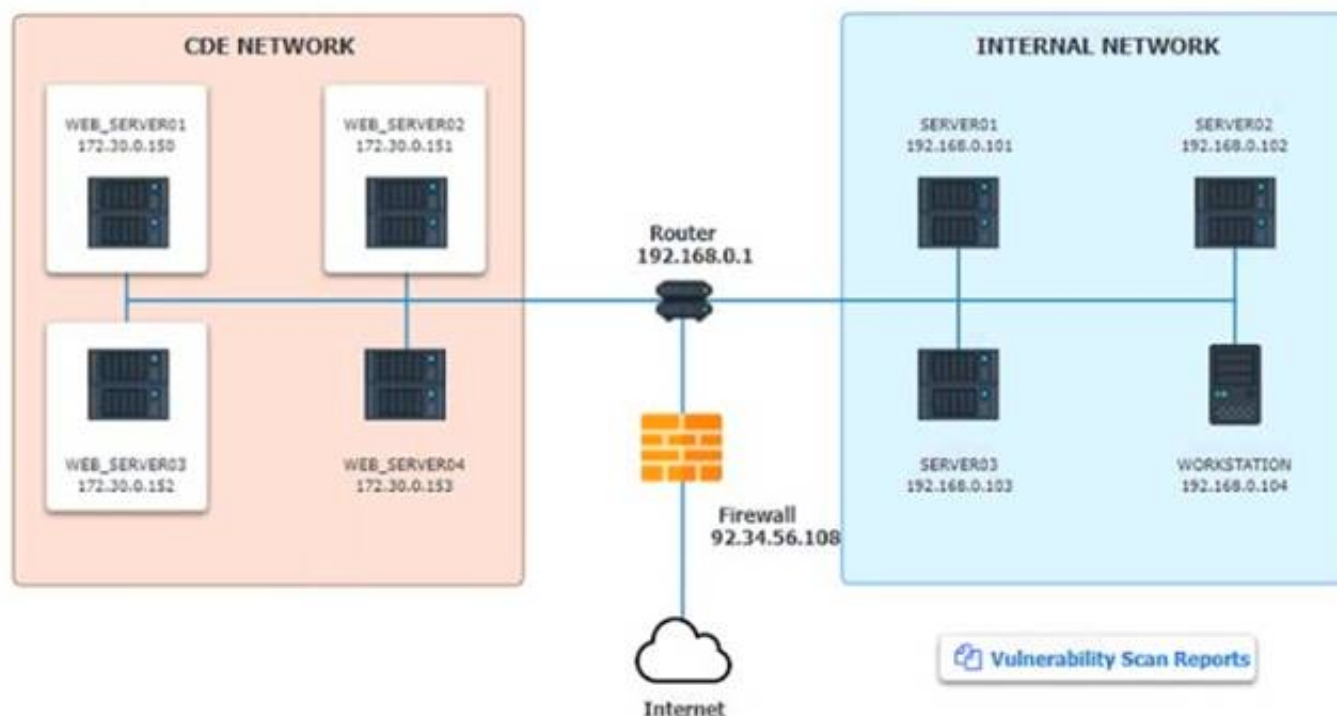 CDE NETWORK
WEB_SERVER01
172.30.0.150
WEB_SERVER02
172.30.0.151
WEB_SERVER03
172.30.0.152
WEB_SERVER04
172.30.0.153
Router
192.168.0.1
Firewall
92.34.56.108
Internet
INTERNAL NETWORK
SERVER01
192.168.0.101
SERVER02
192.168.0.102
SERVER03
192.168.0.103
WORKSTATION
192.168.0.104
Vulnerability Scan Reports